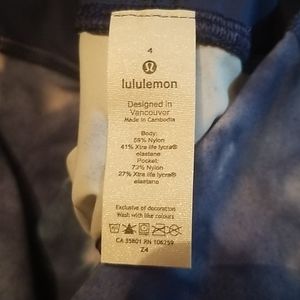 4
lululemon
Designed in
Vancouver
Made in Cambodia
Body:
59% Nylon
41% Xtra life lycra®
elastane
Pocket:
73% Nylon
27% Xtra life lycra®
elastane
Exclusive of decoration
Wash with like colours
CA 35801 RN 106259
Z4